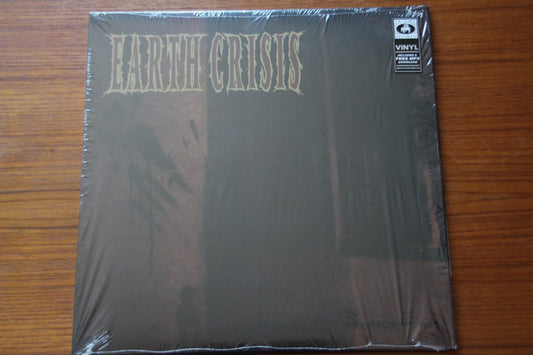 EARTH CRISIS
VINYL
INCLUDES A
FREE MP3
DOWNLOAD